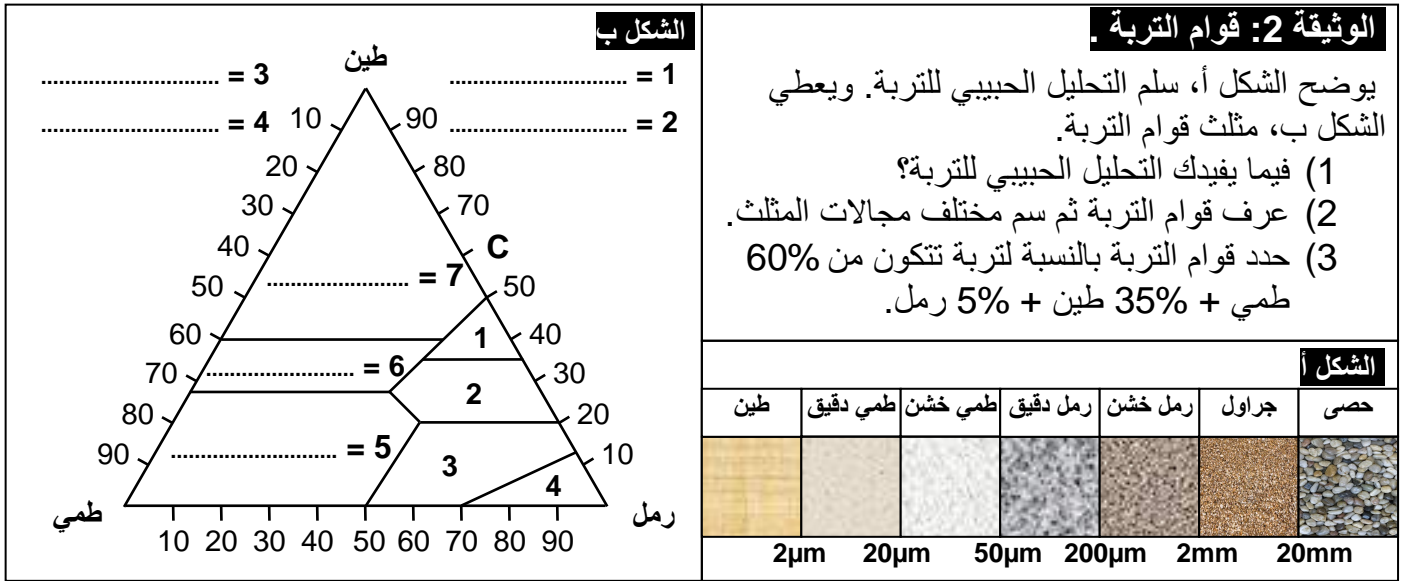 الوثيقة 2: قوام التربة .
يوضح الشكل أ، سلم التحليل الحبيبي للتربة. ويعطي
الشكل ب، مثلث قوام التربة.
1) فيما يفيدك التحليل الحبيبي للتربة؟
2) عرف قوام التربة ثم سم مختلف مجالات المثلث.
3) حدد قوام التربة بالنسبة لتربة تتكون من %60
طمي + %35 طين + %5 رمل.
الشكل أ
حصى جراول رمل خشن رمل دقيق طمي خشن طمي دقيق طين
2µm 20µm 50µm 200µm 2mm 20mm
الشكل ب
طين
1 = ............................
3 = ............................
2 = ............................
4 = ............................
10 90
20 80
30 70
40 C
7 = ......................
50 50
60 1 40
6 = ......................
70 30
2
80 20
5 = ..........................
90 3 10
4
طمي رمل
10 20 30 40 50 60 70 80 90